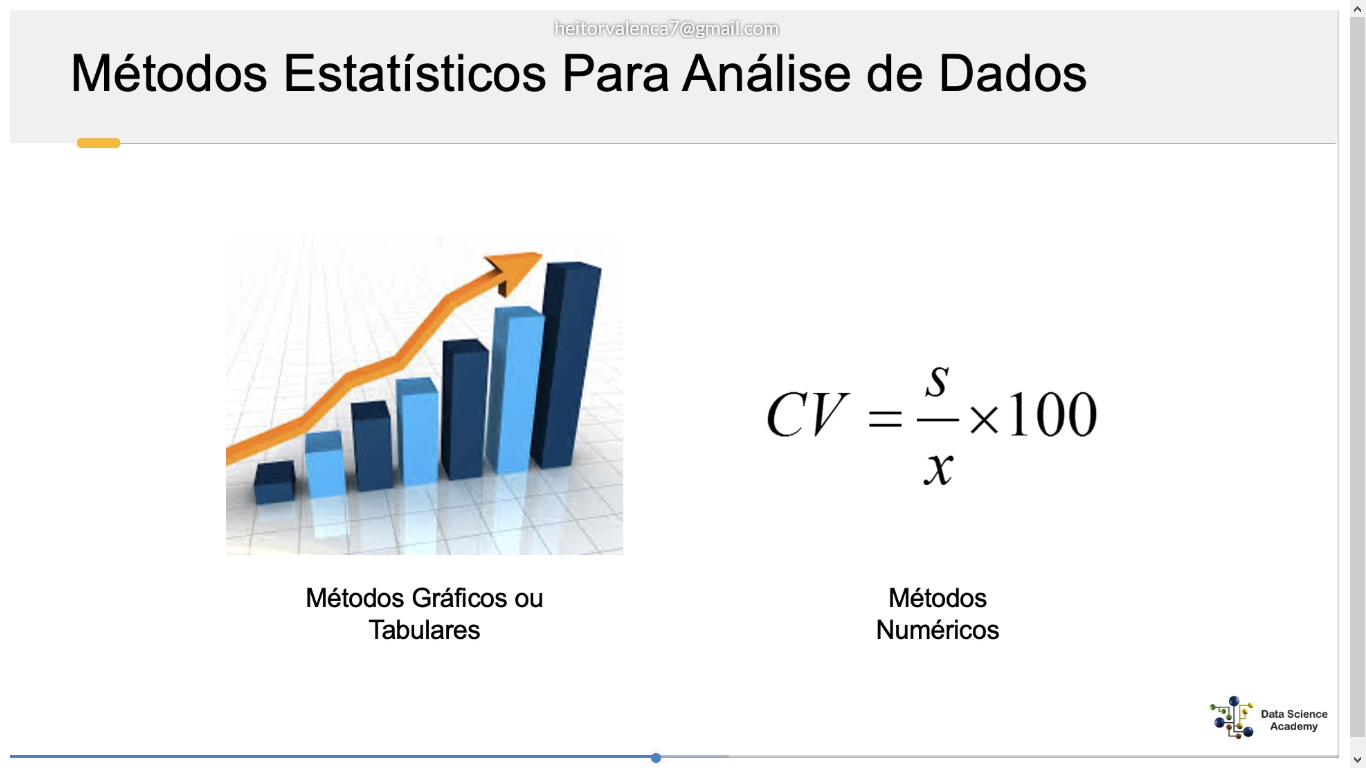 heitorvalenca7@gmail.com
Métodos Estatísticos Para Análise de Dados
CV = s/x × 100
Métodos Gráficos ou
Tabulares
Métodos
Numéricos
Data Science
Academy